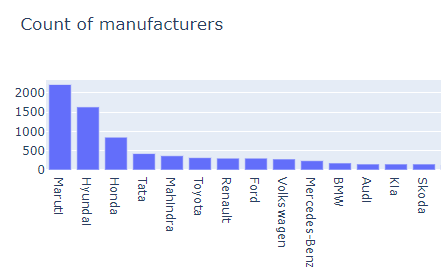 Count of manufacturers
2000
1500
1000
500
0
Maruti
Hyundai
Honda
Tata
Mahindra
Toyota
Renault
Ford
Volkswagen
Mercedes-Benz
BMW
Audi
Kia
Skoda